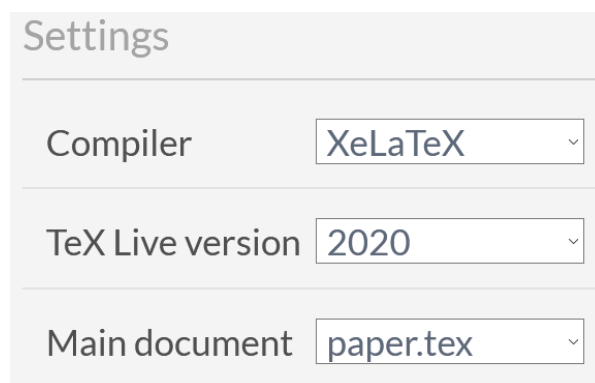 Settings
Compiler XeLaTeX
TeX Live version 2020
Main document paper.tex